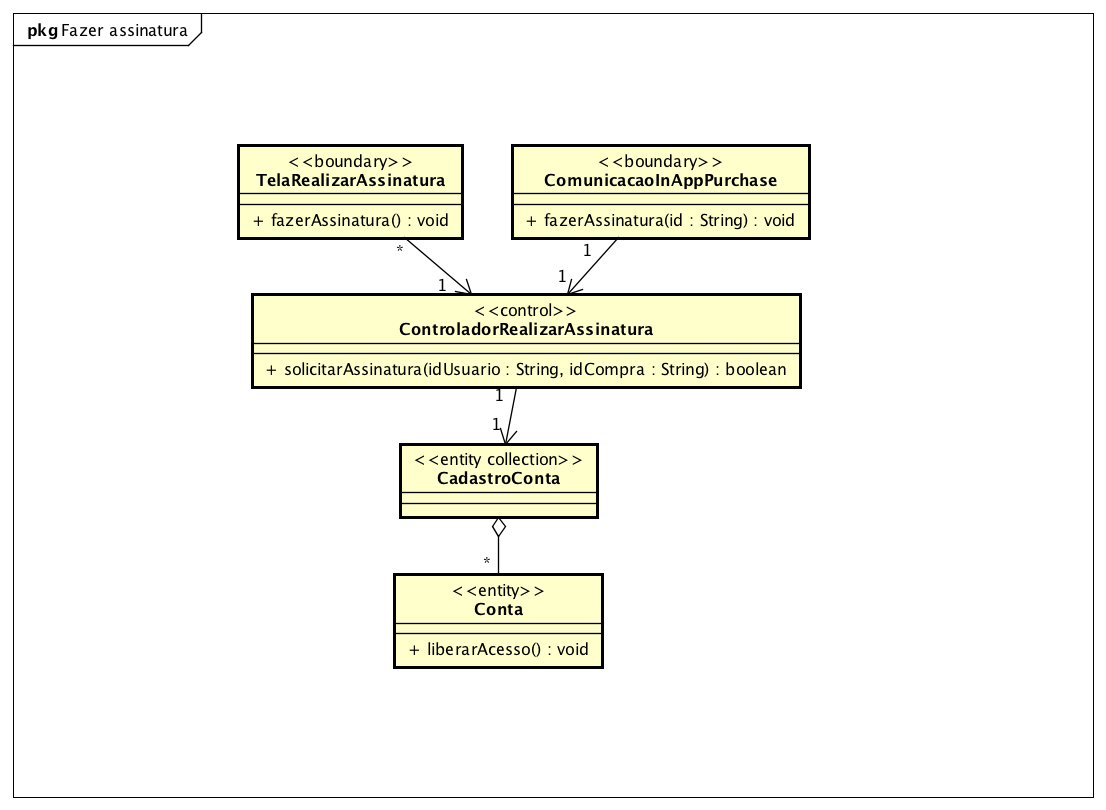 pkg Fazer assinatura
<<boundary>>
TelaRealizarAssinatura
+ fazerAssinatura() : void
<<boundary>>
ComunicacaoInAppPurchase
+ fazerAssinatura(id : String) : void
*
1
1
1
<<control>>
ControladorRealizarAssinatura
+ solicitarAssinatura(idUsuario : String, idCompra : String) : boolean
1
1
<<entity collection>>
CadastroConta
*
<<entity>>
Conta
+ liberarAcesso() : void